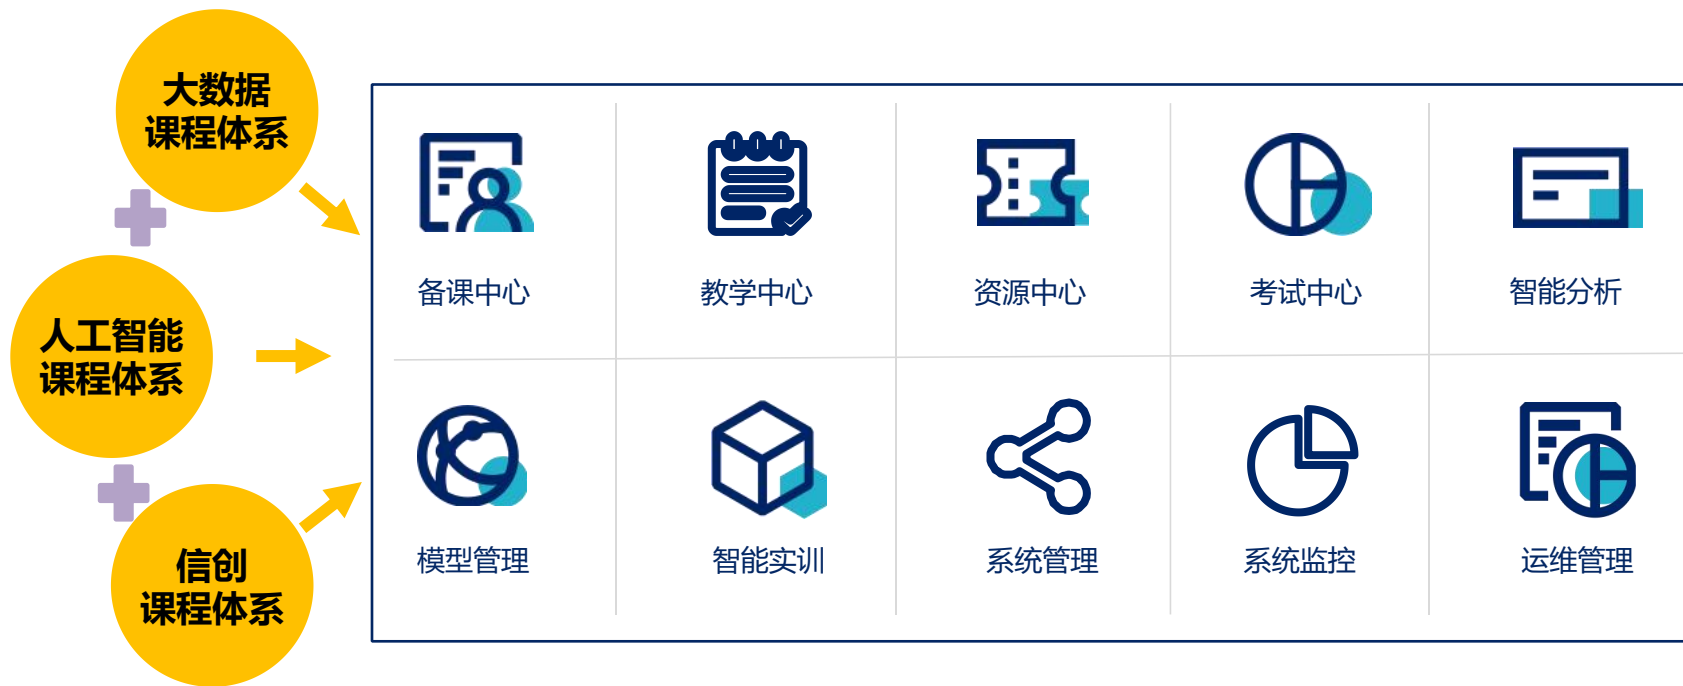 大数据
课程体系
人工智能
课程体系
信创
课程体系
备课中心
教学中心
资源中心
考试中心
智能分析
模型管理
智能实训
系统管理
系统监控
运维管理